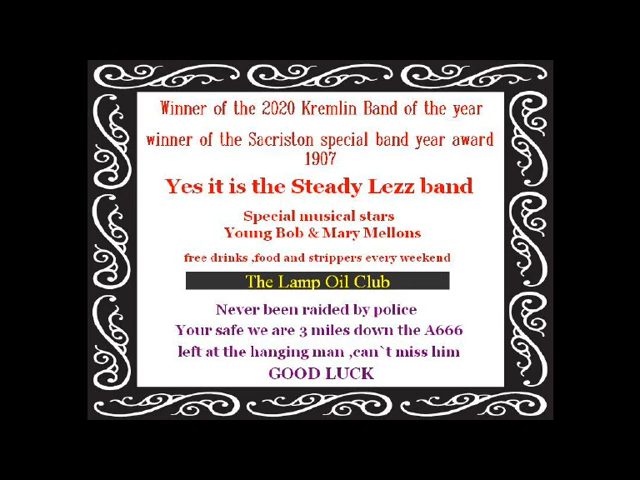 Winner of the 2020 Kremlin Band of the year
winner of the Sacriston special band year award
1907
Yes it is the Steady Lezz band
Special musical stars
Young Bob & Mary Mellons
free drinks ,food and strippers every weekend
The Lamp Oil Club
Never been raided by police
Your safe we are 3 miles down the A666
left at the hanging man ,can`t miss him
GOOD LUCK